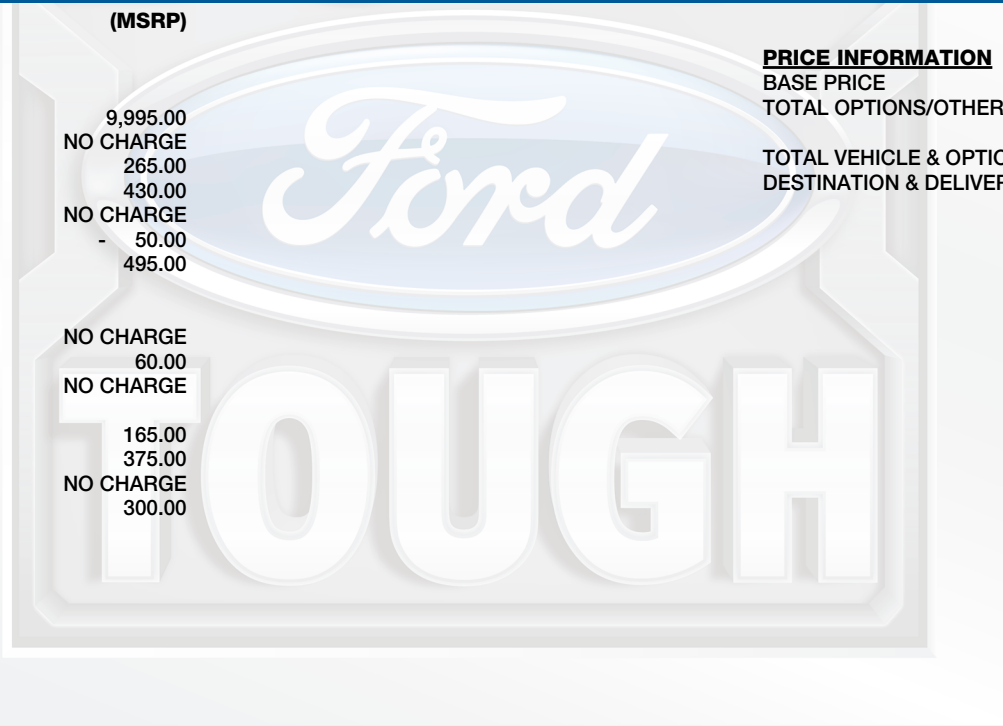 (MSRP)
9,995.00
NO CHARGE
265.00
430.00
NO CHARGE
- 50.00
495.00
NO CHARGE
60.00
NO CHARGE
165.00
375.00
NO CHARGE
300.00
PRICE INFORMATION
BASE PRICE
TOTAL OPTIONS/OTHER
TOTAL VEHICLE & OPTIO
DESTINATION & DELIVER
Ford
TOUGH